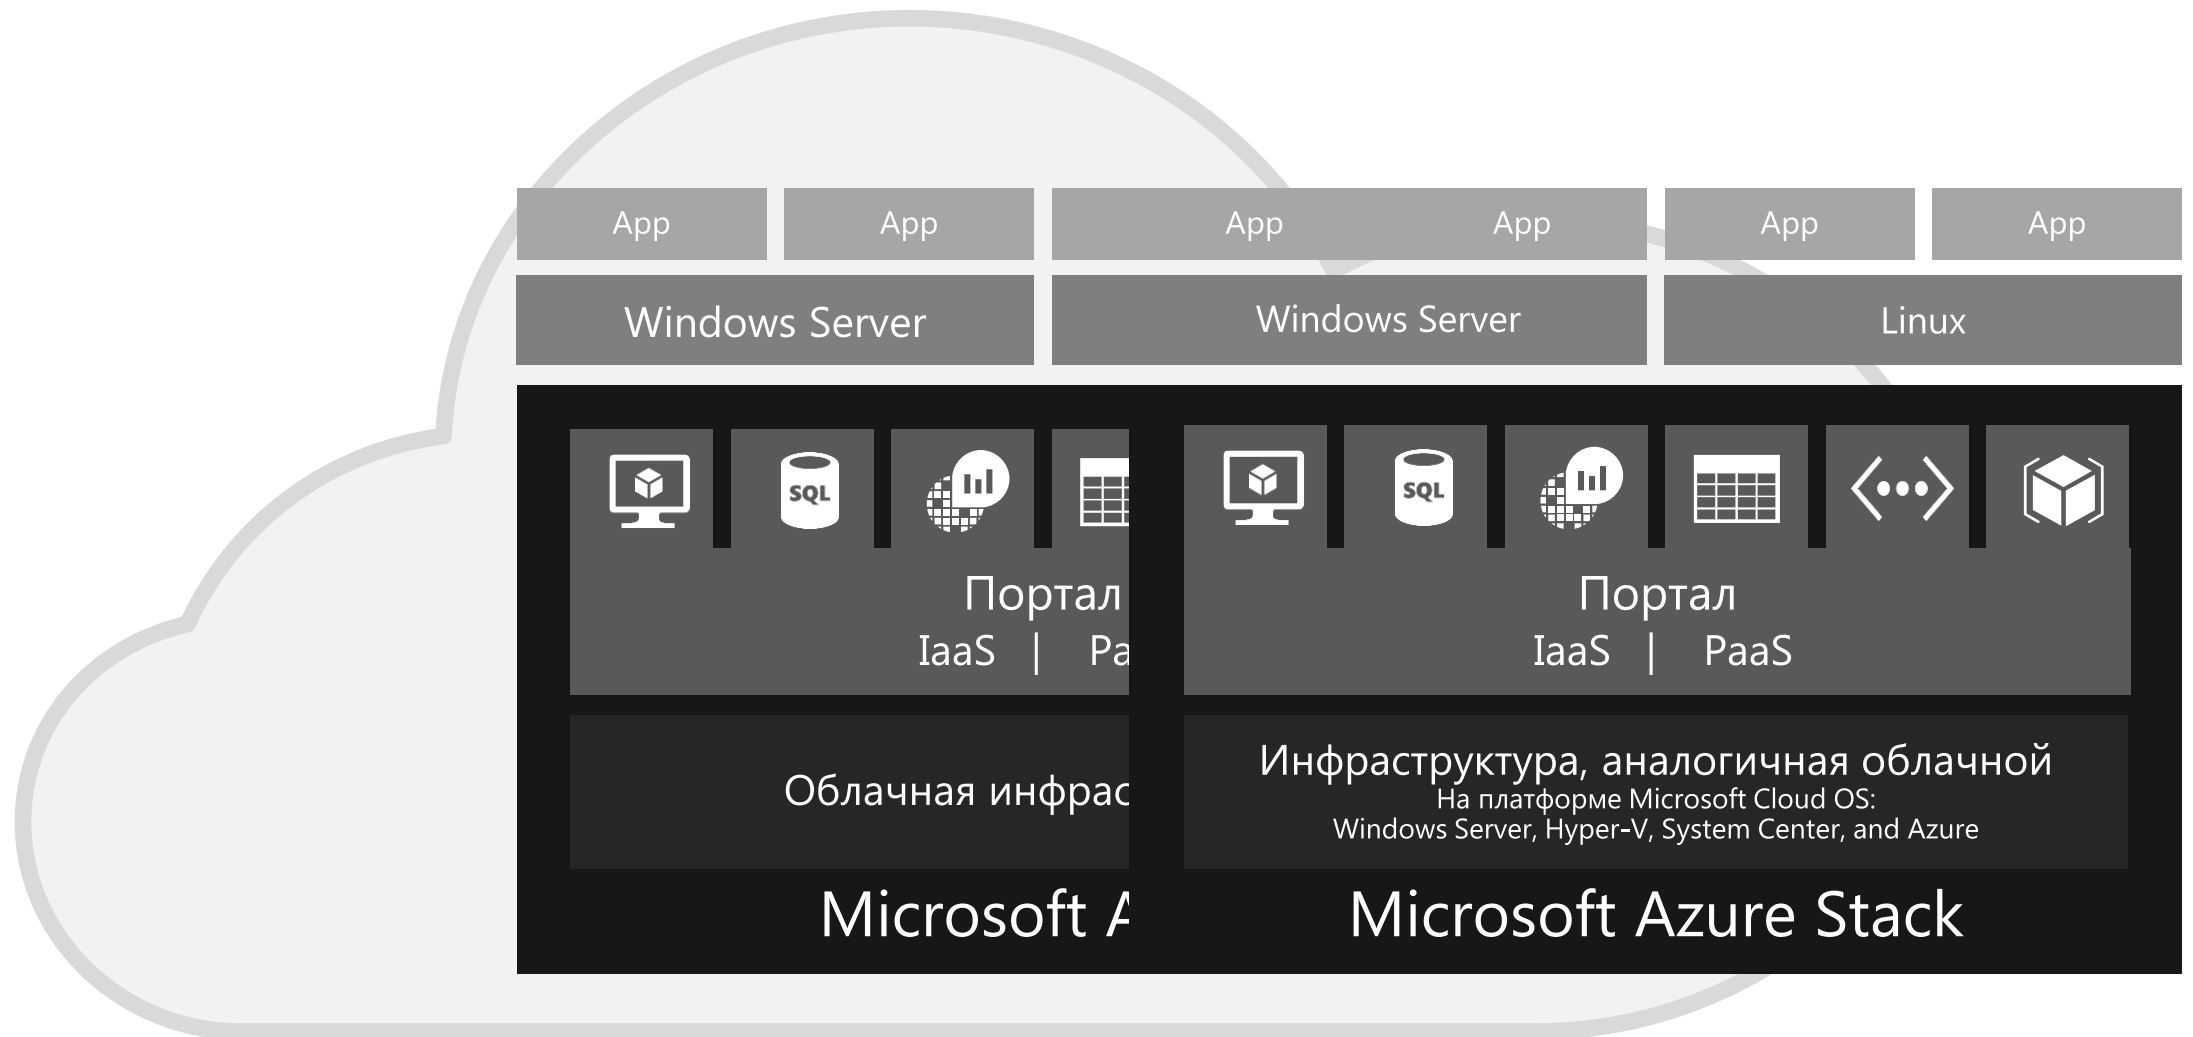 App
App
App
App
App
App
Windows Server
Windows Server
Linux
SQL
SQL
Портал
IaaS |
Портал
IaaS | PaaS
Облачная
Инфраструктура, аналогичная облачной
На платформе Microsoft Cloud OS:
Windows Server, Hyper-V, System Center, and Azure
Microsoft
Microsoft Azure Stack